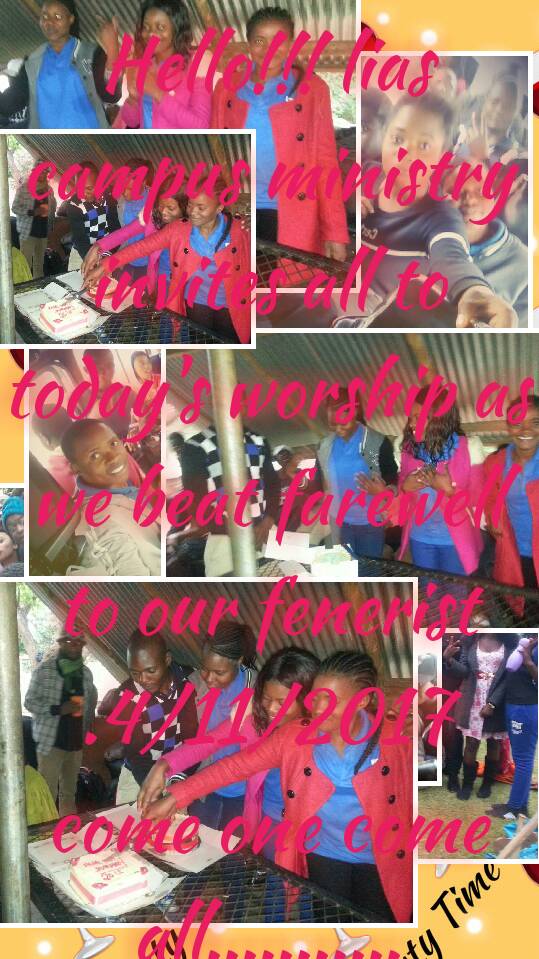 Hello!!! lias
campus ministry
invites all to
today's worship as
we beat farewell
to our fenerist
.4/11/2017
come one come
all..............
ty Time